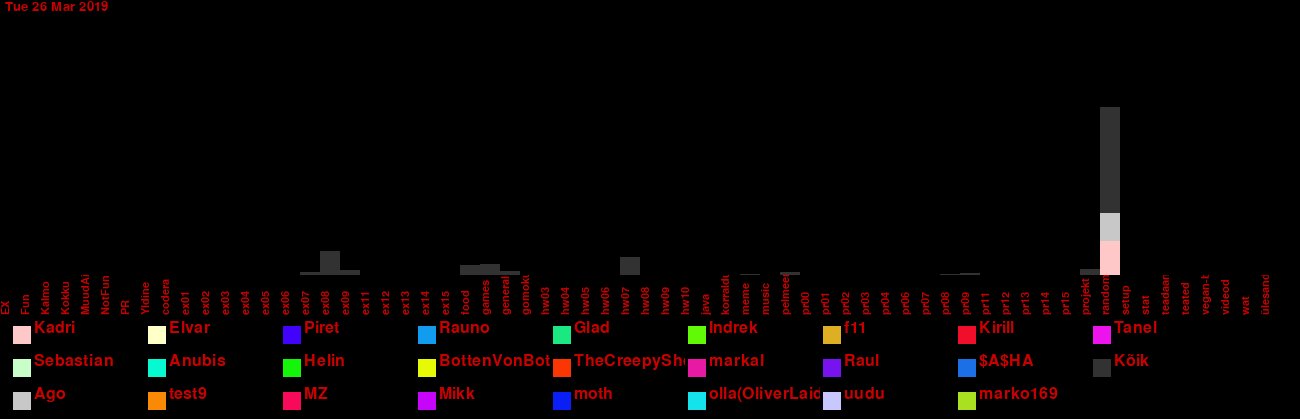 Tue 26 Mar 2019
EX Fun Kalmo Kokku MuudAi NotFun PR Yldine codera ex01 ex02 ex03 ex04 ex05 ex06 ex07 ex08 ex09 ex11 ex12 ex13 ex14 ex15 food games general gomoku hw03 hw04 hw05 hw06 hw07 hw08 hw09 hw10 java korraldu meme music pelmee pr00 pr01 pr02 pr03 pr04 pr06 pr07 pr08 pr09 pr11 pr12 pr13 pr14 pr15 projekt random setup stat teadaan teated vegan-t videod wat ülesand
Kadri Elvar Piret Rauno Glad Indrek f11 Kirill Tanel
Sebastian Anubis Helin BottenVonBot TheCreepySh markal Raul $A$HA Kõik
Ago test9 MZ Mikk moth olla(OliverLaid uudu marko169